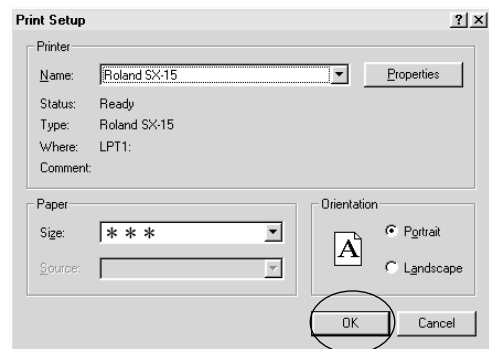 Print Setup
Printer
Name: Roland SX-15 Properties
Status: Ready
Type: Roland SX-15
Where: LPT1:
Comment:
Paper Orientation
Size: * * * Portrait
A
Source: Landscape
OK Cancel